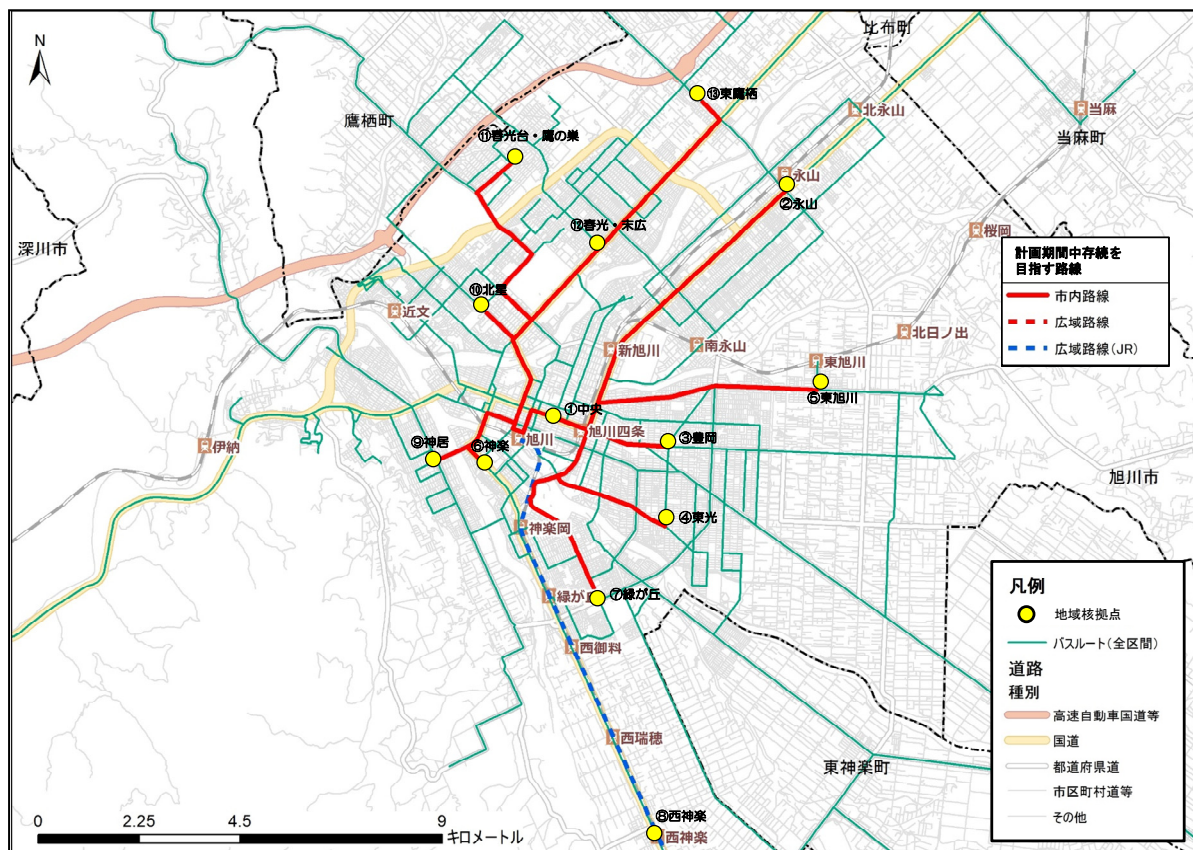 N
比布町
⑬東鷹栖
北永山
当麻
鷹栖町
⑪春光台・鷹の巣
当麻町
永山
②永山
深川市
⑫春光・末広
桜岡
計画期間中存続を
目指す路線
市内路線
広域路線
広域路線(JR)
⑩北星
近文
新旭川
南永山
北日ノ出
東旭川
⑤東旭川
①中央
旭川四条
③豊岡
旭川
伊納
⑨神居
⑥神楽
旭川市
④東光
神楽岡
緑が丘
⑦緑が丘
西御料
西瑞穂
東神楽町
⑧西神楽
西神楽
凡例
地域核拠点
バスルート(全区間)
道路
種別
高速自動車国道等
国道
都道府県道
市区町村道等
その他
0 2.25 4.5 9
キロメートル